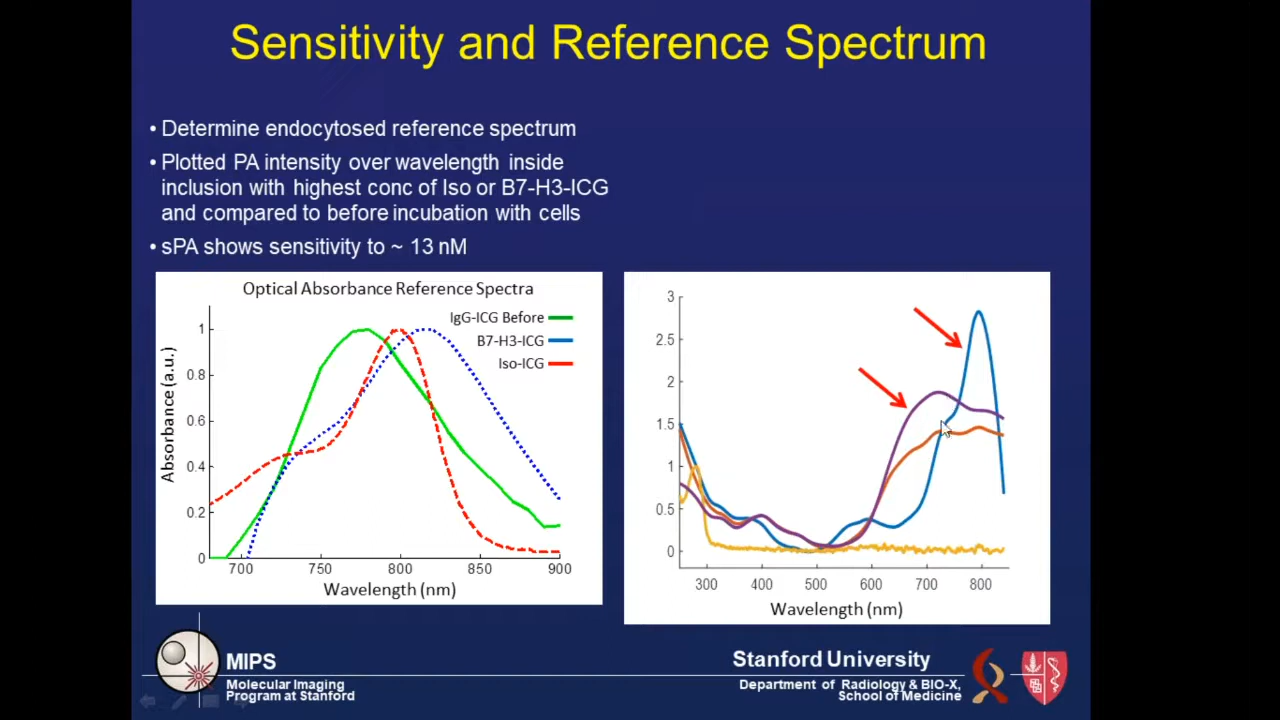 Sensitivity and Reference Spectrum
• Determine endocytosed reference spectrum
• Plotted PA intensity over wavelength inside
inclusion with highest conc of Iso or B7-H3-ICG
and compared to before incubation with cells
• sPA shows sensitivity to ~ 13 nM
Optical Absorbance Reference Spectra
IgG-ICG Before
B7-H3-ICG
Iso-ICG
Absorbance (a.u.)
1
0.8
0.6
0.4
0.2
0
700 750 800 850 900
Wavelength (nm)
3
2.5
2
1.5
1
0.5
0
300 400 500 600 700 800
Wavelength (nm)
MIPS
Molecular Imaging
Program at Stanford
Stanford University
Department of Radiology & BIO-X,
School of Medicine